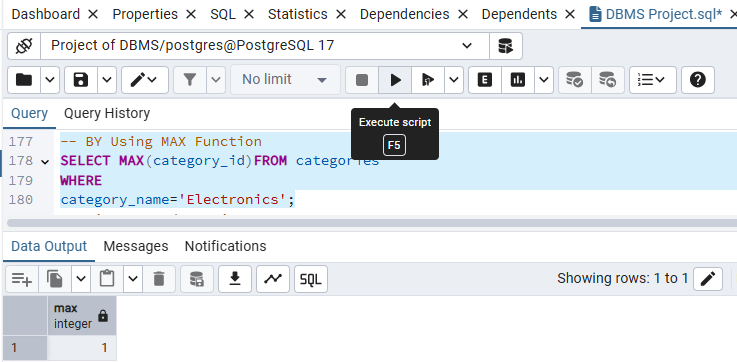 Dashboard Properties SQL Statistics Dependencies Dependents DBMS Project.sql*
Project of DBMS/postgres@PostgreSQL 17
No limit E
Execute script
F5
Query Query History
177 -- BY Using MAX Function
178 SELECT MAX(category_id)FROM categories
179 WHERE
180 category_name='Electronics';
Data Output Messages Notifications
SQL Showing rows: 1 to 1
max
integer
1 1